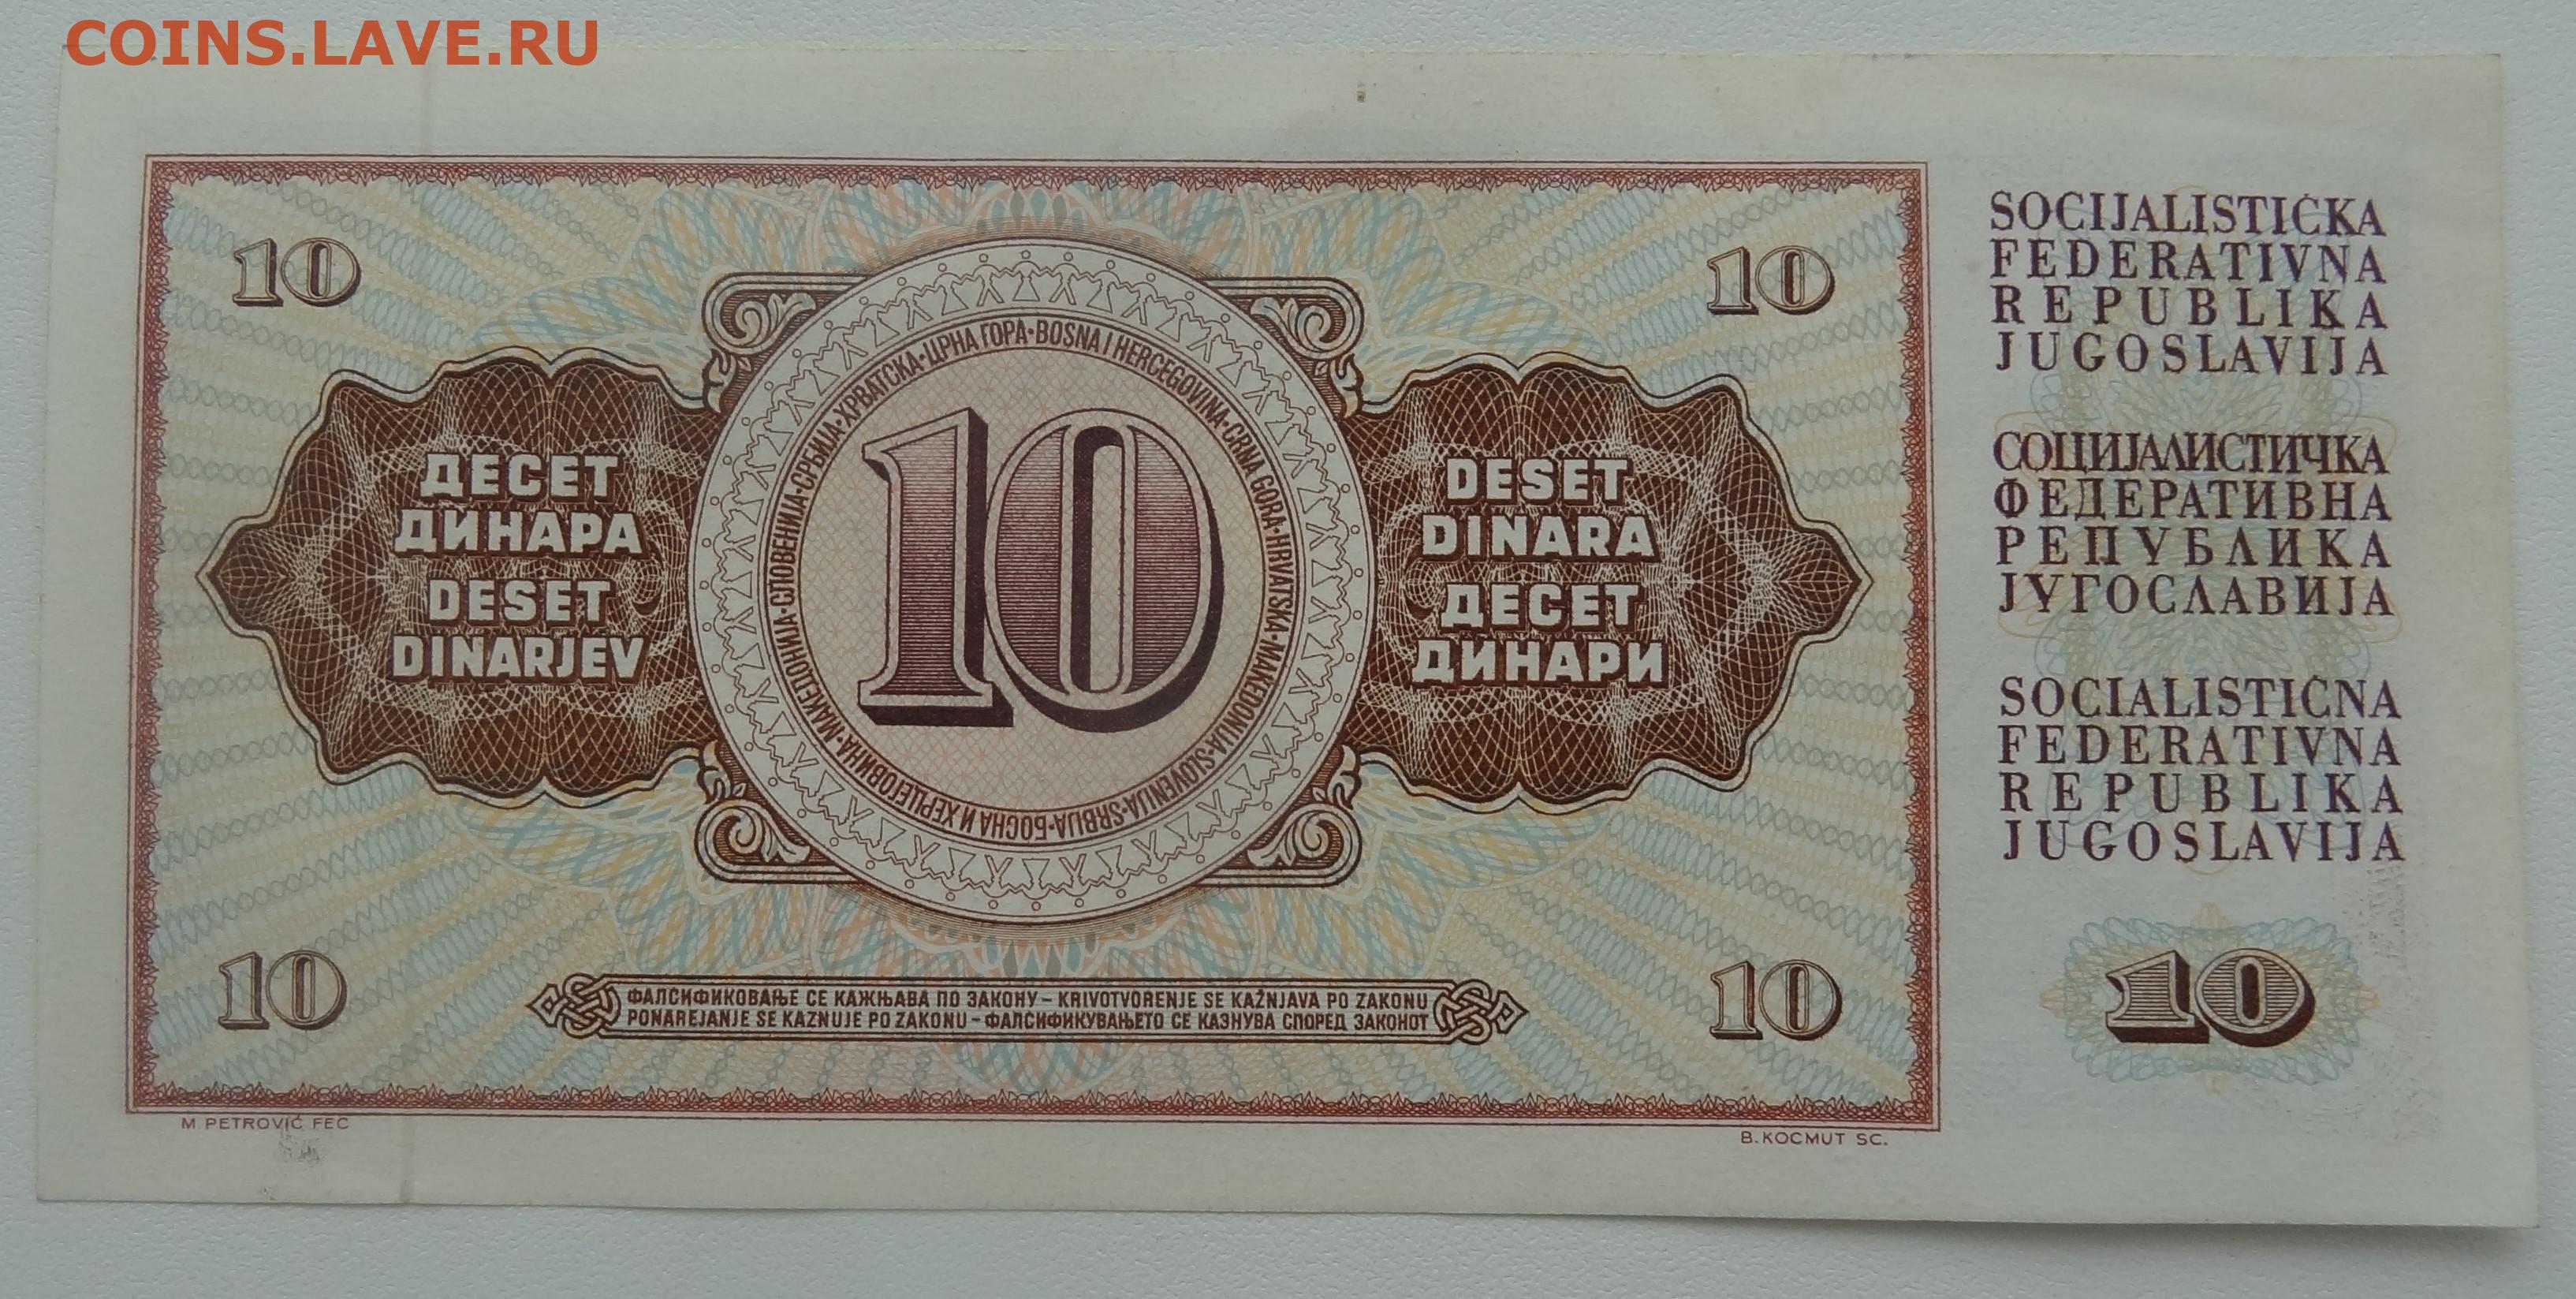 COINS.LAVE.RU
10
10
ДЕСЕТ
ДИНАРА
DESET
DINARJEV
СРБИЈА·ХРВАТСКА·ЦРНА ГОРА·BOSNA I HERCEGOVINA·CRNA GORA·HRVATSKA·MAKEDONIJA·SLOVENIJA·SRBIJA·БОСНА И ХЕРЦЕГОВИНА·МАКЕДОНИЈА·СЛОВЕНИЈА·
10
DESET
DINARA
ДЕСЕТ
ДИНАРИ
10
10
ФАЛСИФИКОВАЊЕ СЕ КАЖЊАВА ПО ЗАКОНУ – KRIVOTVORENJE SE KAŽNJAVA PO ZAKONU
PONAREJANJE SE KAZNUJE PO ZAKONU – ФАЛСИФИКУВАЊЕТО СЕ КАЗНУВА СПОРЕД ЗАКОНОТ
M. PETROVIĆ FEC
B. KOCMUT SC.
SOCIJALISTIČKA
FEDERATIVNA
REPUBLIKA
JUGOSLAVIJA
СОЦИЈАЛИСТИЧКА
ФЕДЕРАТИВНА
РЕПУБЛИКА
ЈУГОСЛАВИЈА
SOCIALISTIČNA
FEDERATIVNA
REPUBLIKA
JUGOSLAVIJA
10